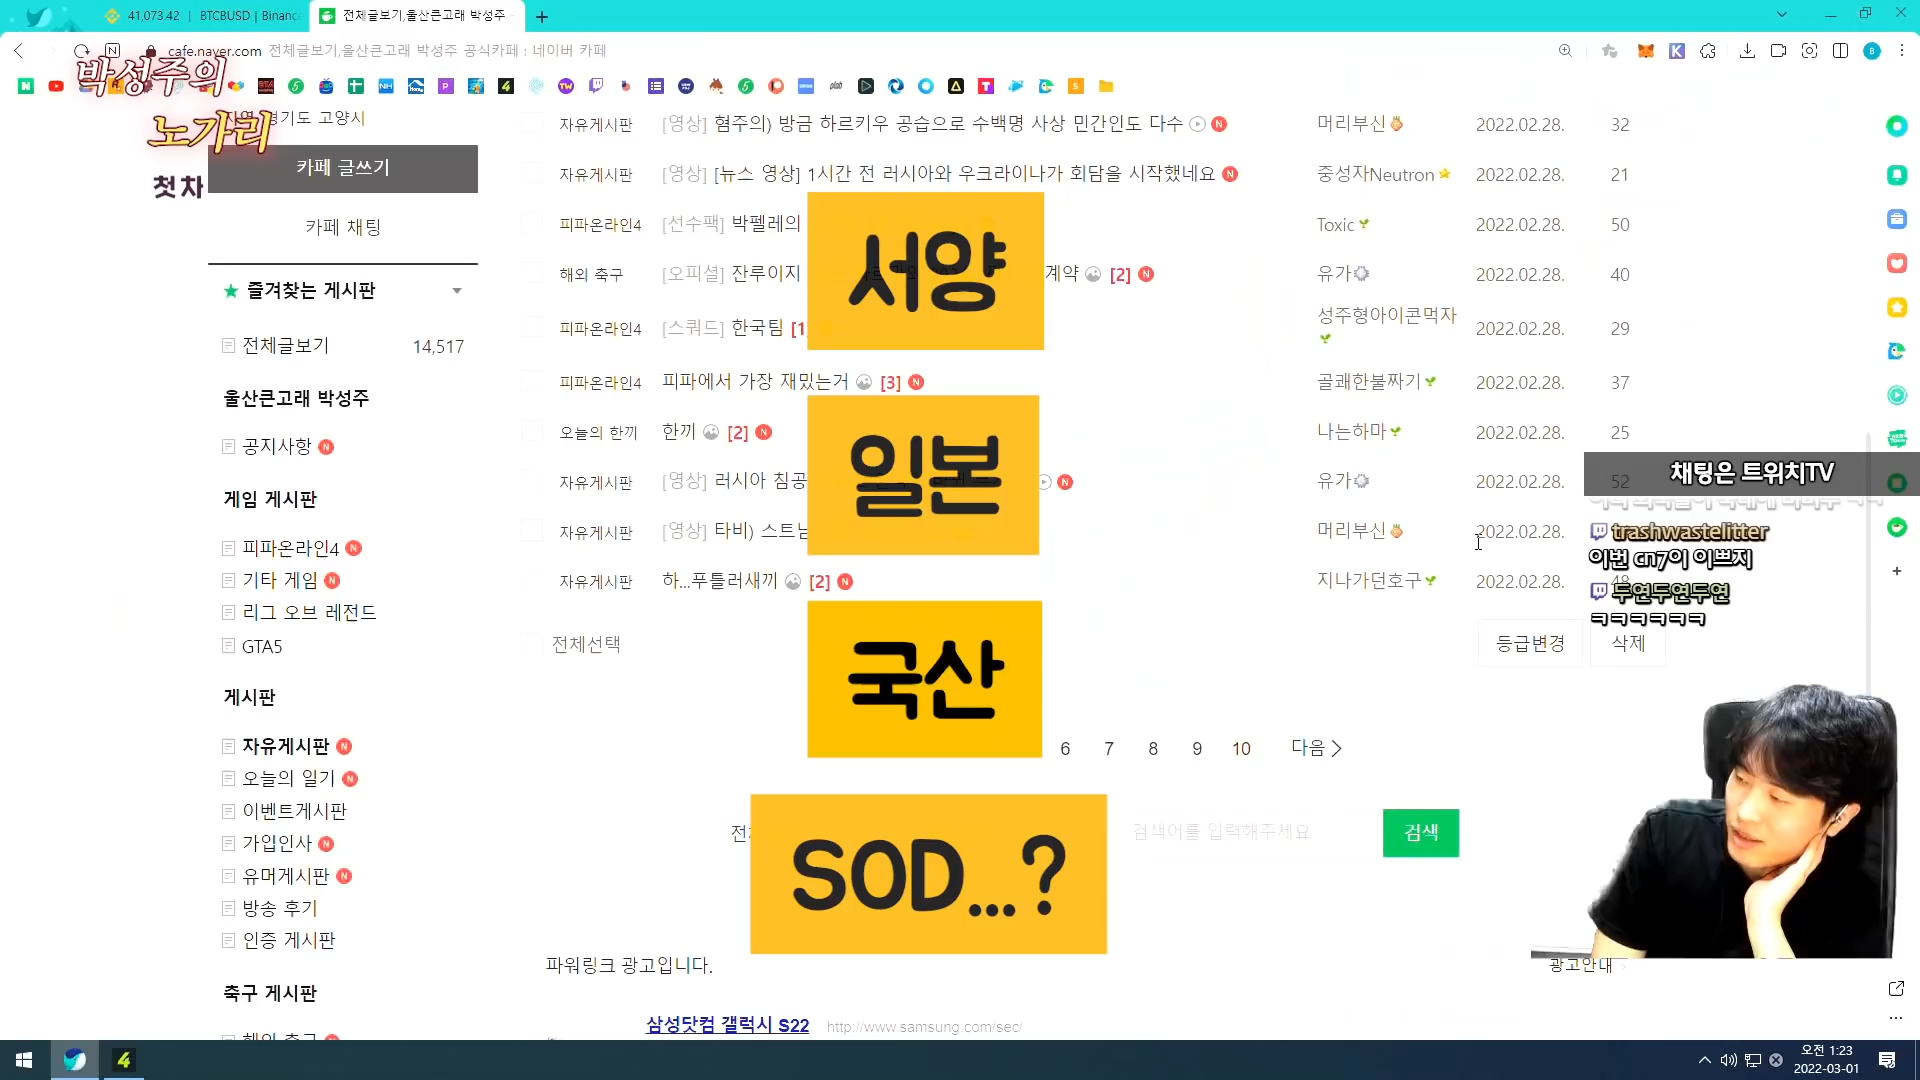 41,073.42 | BTCBUSD | Binanc
전체글보기,울산큰고래 박성주
cafe.naver.com 전체글보기,울산큰고래 박성주 공식카페 : 네이버 카페
박성주의
노가리
첫차
기도 고양시
카페 글쓰기
카페 채팅
즐겨찾는 게시판
전체글보기 14,517
울산큰고래 박성주
공지사항
게임 게시판
피파온라인4
기타 게임
리그 오브 레전드
GTA5
게시판
자유게시판
오늘의 일기
이벤트게시판
가입인사
유머게시판
방송 후기
인증 게시판
축구 게시판
해외 축구
자유게시판 [영상] 혐주의) 방금 하르키우 공습으로 수백명 사상 민간인도 다수 머리부신 2022.02.28. 32
자유게시판 [영상] [뉴스 영상] 1시간 전 러시아와 우크라이나가 회담을 시작했네요 중성자Neutron 2022.02.28. 21
피파온라인4 [선수팩] 박펠레의 Toxic 2022.02.28. 50
해외 축구 [오피셜] 잔루이지 계약 [2] 유가 2022.02.28. 40
피파온라인4 [스쿼드] 한국팀 [1 성주형아이콘먹자 2022.02.28. 29
피파온라인4 피파에서 가장 재밌는거 [3] 골쾌한불짜기 2022.02.28. 37
오늘의 한끼 한끼 [2] 나는하마 2022.02.28. 25
자유게시판 [영상] 러시아 침공 유가 2022.02.28. 52
자유게시판 [영상] 타비) 스트 머리부신 2022.02.28.
자유게시판 하...푸틀러새끼 [2] 지나가던호구 2022.02.28. 48
서양
일본
국산
SOD...?
전체선택
등급변경 삭제
6 7 8 9 10 다음
전 검색어를 입력해주세요 검색
파워링크 광고입니다.
광고안내
삼성닷컴 갤럭시 S22 http://www.samsung.com/sec/
채팅은 트위치TV
trashwastelitter
이번 cn7이 이쁘지
두연두연두연
ㅋㅋㅋㅋㅋㅋ
오전 1:23
2022-03-01